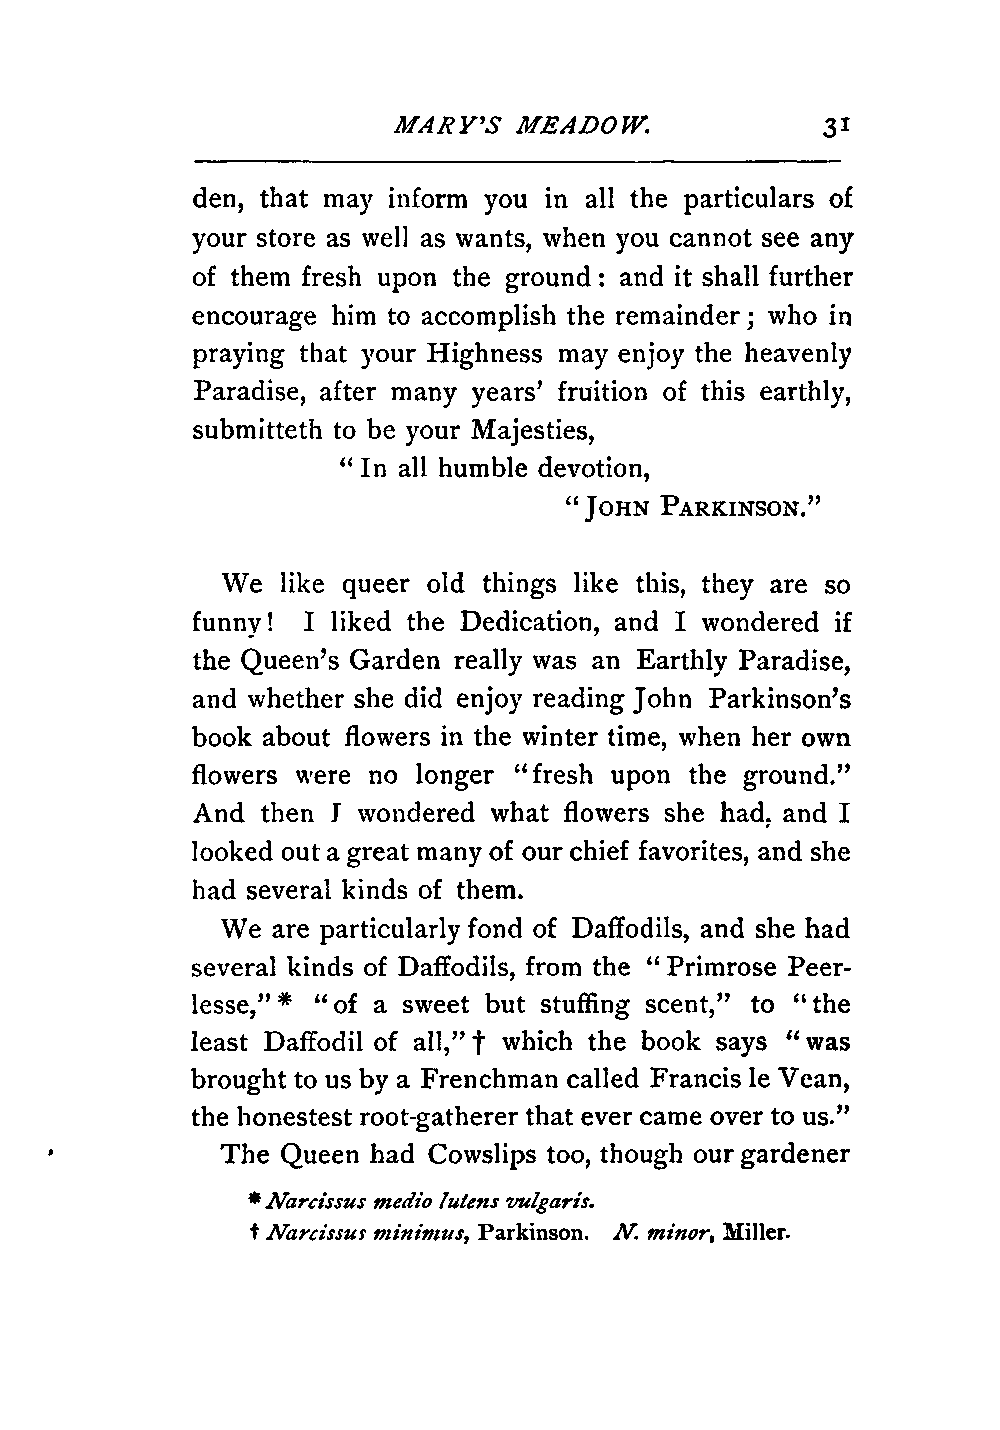 MARY'S MEADOW. 31
den, that may inform you in all the particulars of
your store as well as wants, when you cannot see any
of them fresh upon the ground: and it shall further
encourage him to accomplish the remainder; who in
praying that your Highness may enjoy the heavenly
Paradise, after many years' fruition of this earthly,
submitteth to be your Majesties,
"In all humble devotion,
"JOHN PARKINSON."
We like queer old things like this, they are so
funny! I liked the Dedication, and I wondered if
the Queen's Garden really was an Earthly Paradise,
and whether she did enjoy reading John Parkinson's
book about flowers in the winter time, when her own
flowers were no longer "fresh upon the ground."
And then I wondered what flowers she had, and I
looked out a great many of our chief favorites, and she
had several kinds of them.
We are particularly fond of Daffodils, and she had
several kinds of Daffodils, from the "Primrose Peer-
lesse,"* "of a sweet but stuffing scent," to "the
least Daffodil of all,"† which the book says "was
brought to us by a Frenchman called Francis le Vean,
the honestest root-gatherer that ever came over to us."
The Queen had Cowslips too, though our gardener
* Narcissus medio lutens vulgaris.
† Narcissus minimus, Parkinson. N. minor, Miller.